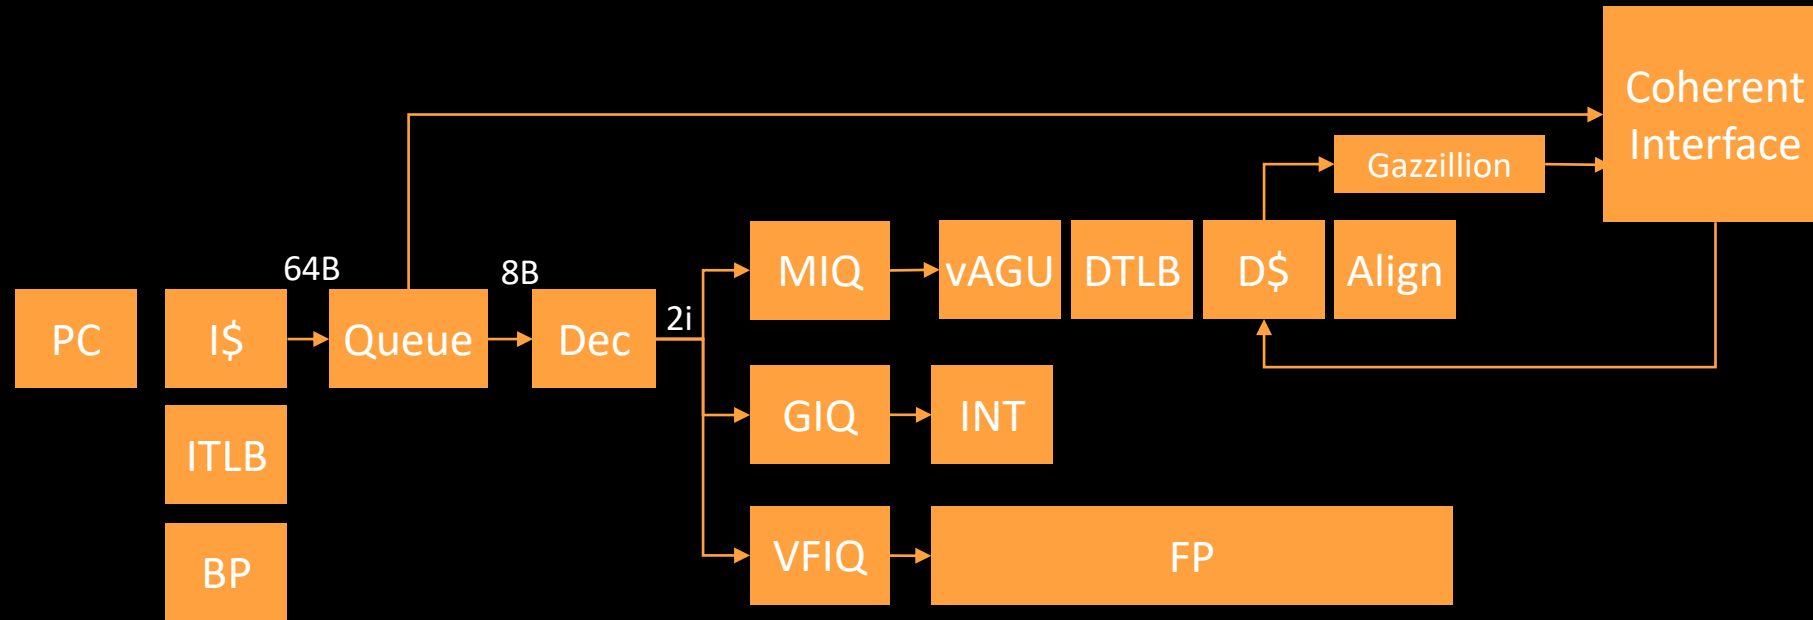 Coherent
Interface
Gazzillion
64B
8B
2i
MIQ
vAGU
DTLB
D$
Align
PC
I$
Queue
Dec
GIQ
INT
ITLB
BP
VFIQ
FP